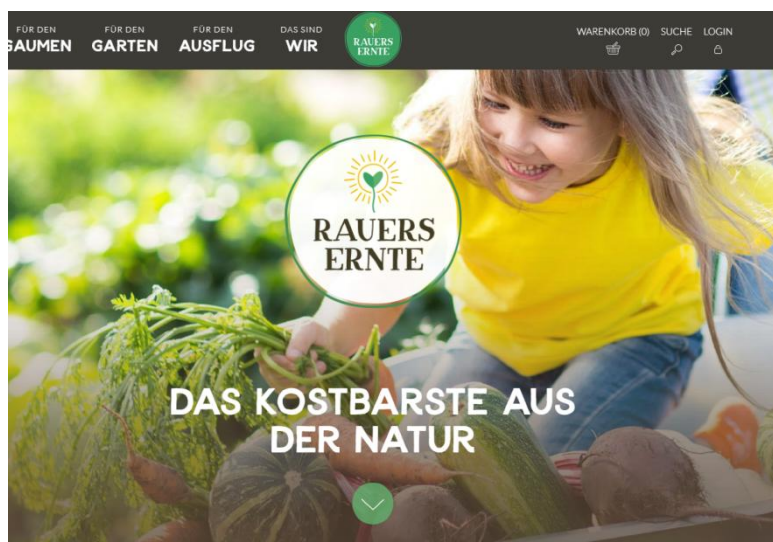 FÜR DEN
GAUMEN
FÜR DEN
GARTEN
FÜR DEN
AUSFLUG
DAS SIND
WIR
RAUERS
ERNTE
WARENKORB (0)
SUCHE
LOGIN
RAUERS
ERNTE
DAS KOSTBARSTE AUS
DER NATUR